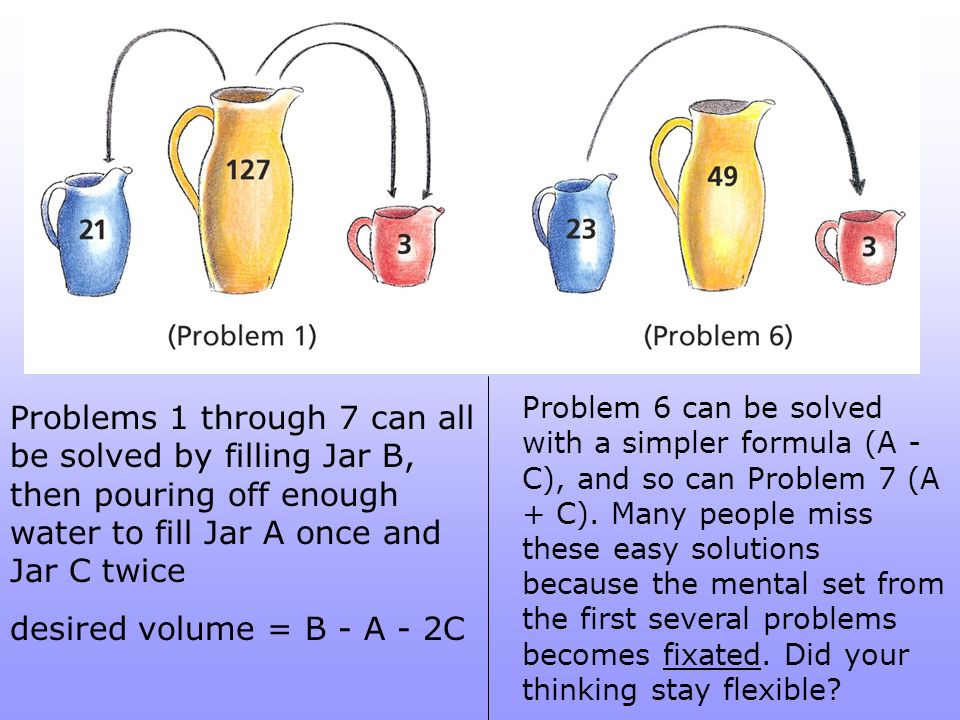 21
127
3
(Problem 1)
23
49
3
(Problem 6)
Problems 1 through 7 can all
be solved by filling Jar B,
then pouring off enough
water to fill Jar A once and
Jar C twice
desired volume = B - A - 2C
Problem 6 can be solved
with a simpler formula (A -
C), and so can Problem 7 (A
+ C). Many people miss
these easy solutions
because the mental set from
the first several problems
becomes fixated. Did your
thinking stay flexible?